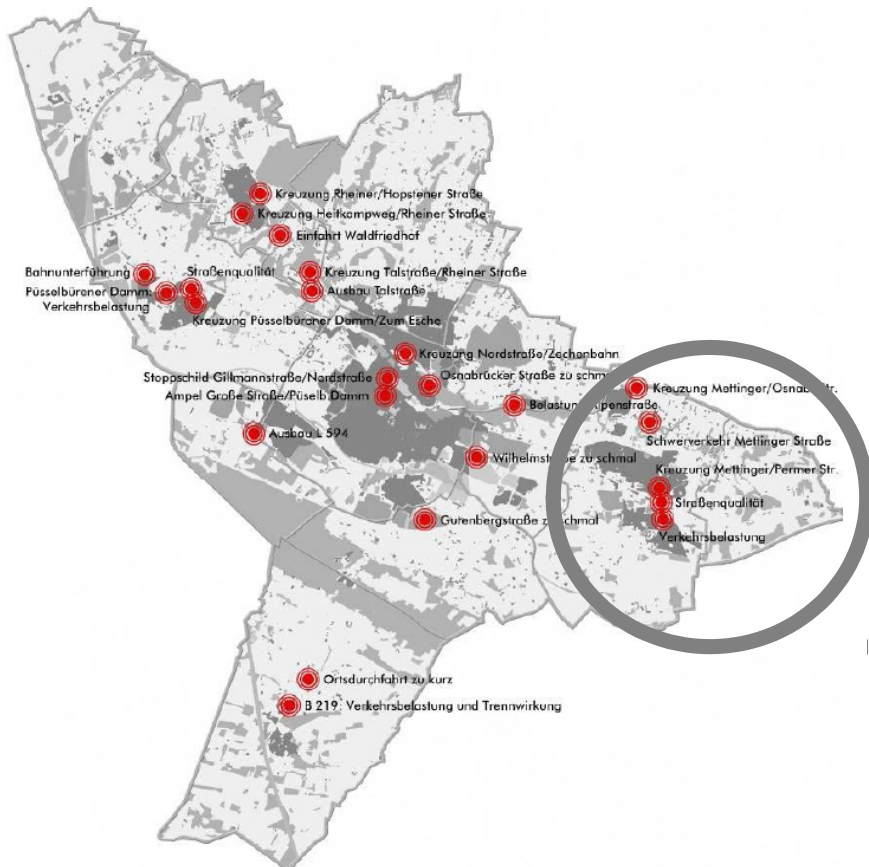 Kreuzung Rheiner/Hopstener Straße
Kreuzung Heitkampweg/Rheiner Straße
Einfahrt Waldfriedhof
Bahnunterführung
Straßenqualität
Kreuzung Talstraße/Rheiner Straße
Püsselbürener Damm:
Verkehrsbelastung
Ausbau Talstraße
Kreuzung Püsselbürener Damm/Zum Esche
Kreuzung Nordstraße/Zechenbahn
Stoppschild Gillmannstraße/Nordstraße
Osnabrücker Straße zu schmal
Ampel Große Straße/Püselb.Damm
Kreuzung Mettinger/Osnabr. Str.
Belastung Alpenstraße
Schwerverkehr Mettinger Straße
Ausbau L 594
Wilhelmstraße zu schmal
Kreuzung Mettinger/Permer Str.
Straßenqualität
Gutenbergstraße zu schmal
Verkehrsbelastung
Ortsdurchfahrt zu kurz
B 219: Verkehrsbelastung und Trennwirkung